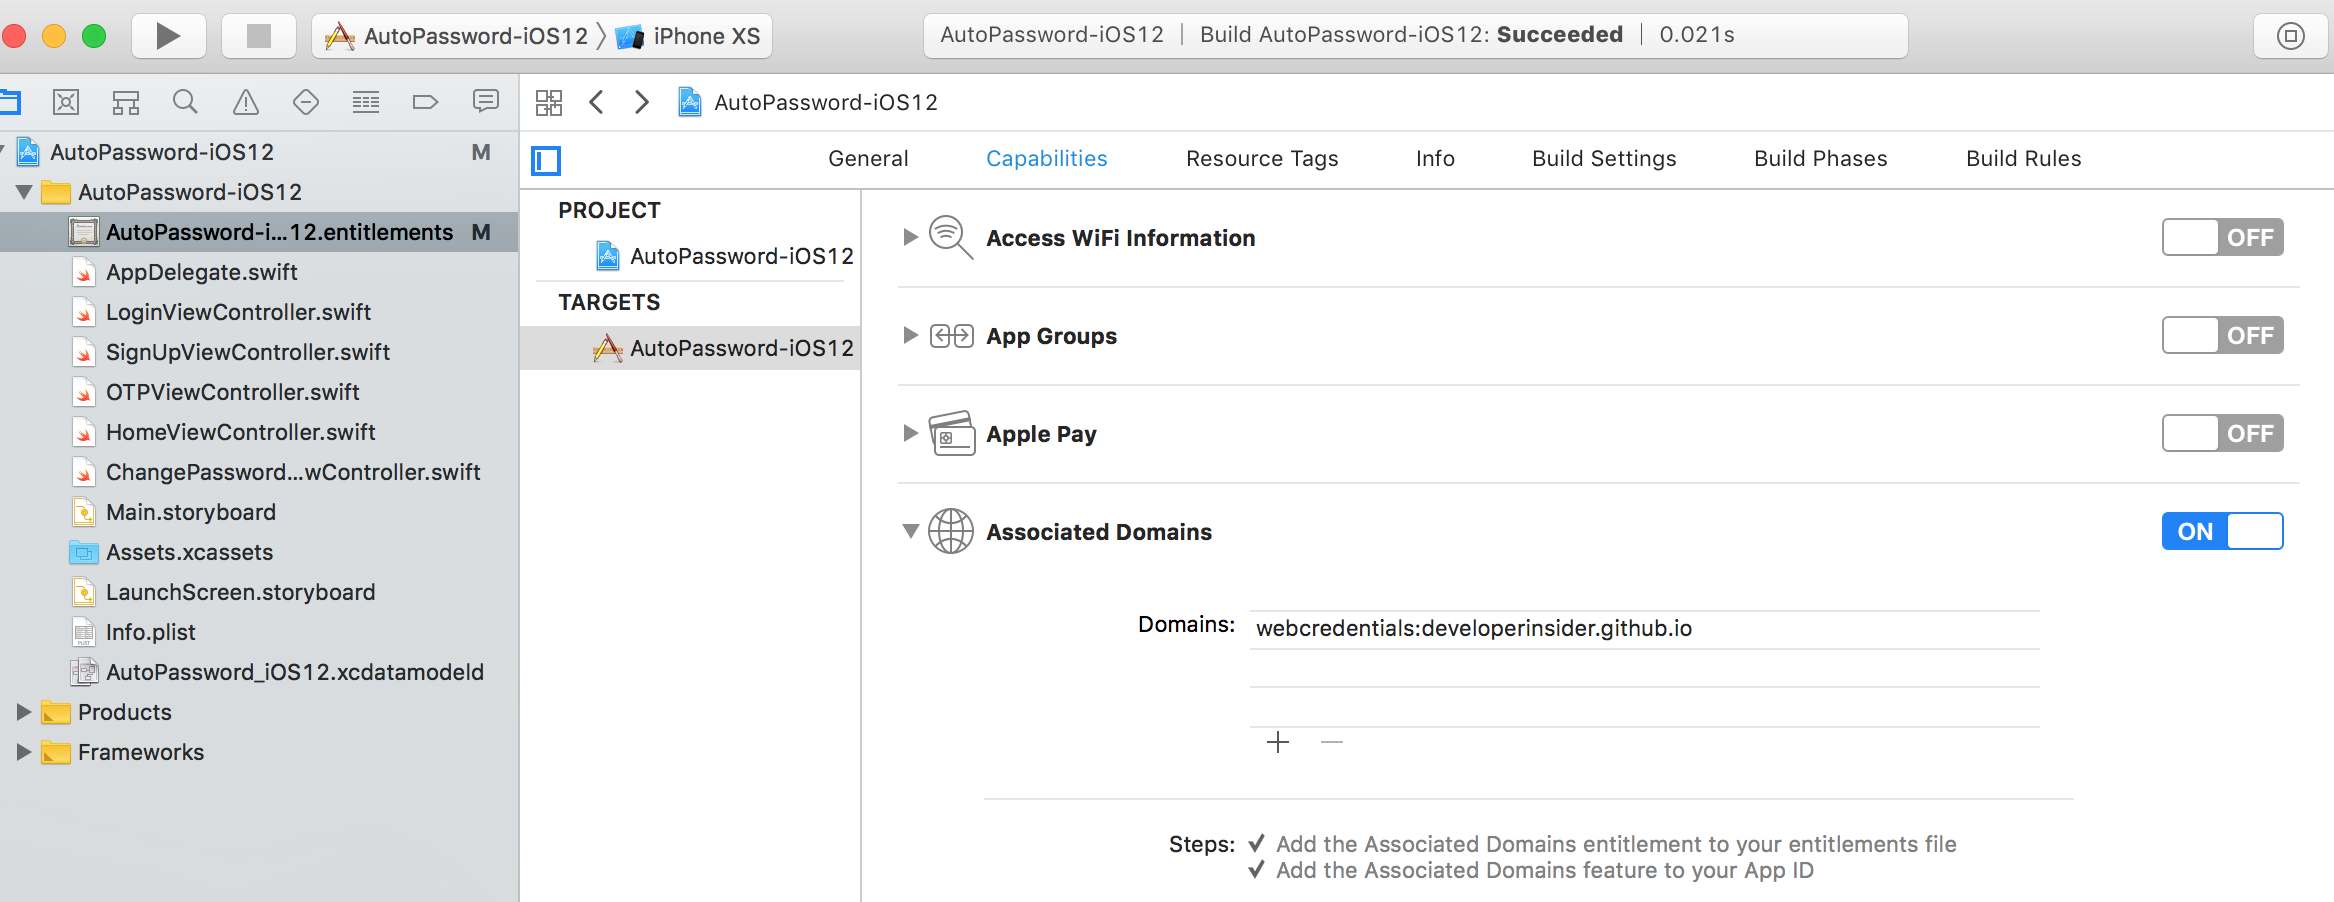 AutoPassword-iOS12 iPhone XS
AutoPassword-iOS12 | Build AutoPassword-iOS12: Succeeded | 0.021s
AutoPassword-iOS12
AutoPassword-iOS12 M
AutoPassword-iOS12
AutoPassword-i...12.entitlements M
AppDelegate.swift
LoginViewController.swift
SignUpViewController.swift
OTPViewController.swift
HomeViewController.swift
ChangePassword...wController.swift
Main.storyboard
Assets.xcassets
LaunchScreen.storyboard
Info.plist
AutoPassword_iOS12.xcdatamodeld
Products
Frameworks
General Capabilities Resource Tags Info Build Settings Build Phases Build Rules
PROJECT
AutoPassword-iOS12
TARGETS
AutoPassword-iOS12
Access WiFi Information OFF
App Groups OFF
Apple Pay OFF
Associated Domains ON
Domains: webcredentials:developerinsider.github.io
Steps: ✓ Add the Associated Domains entitlement to your entitlements file
✓ Add the Associated Domains feature to your App ID